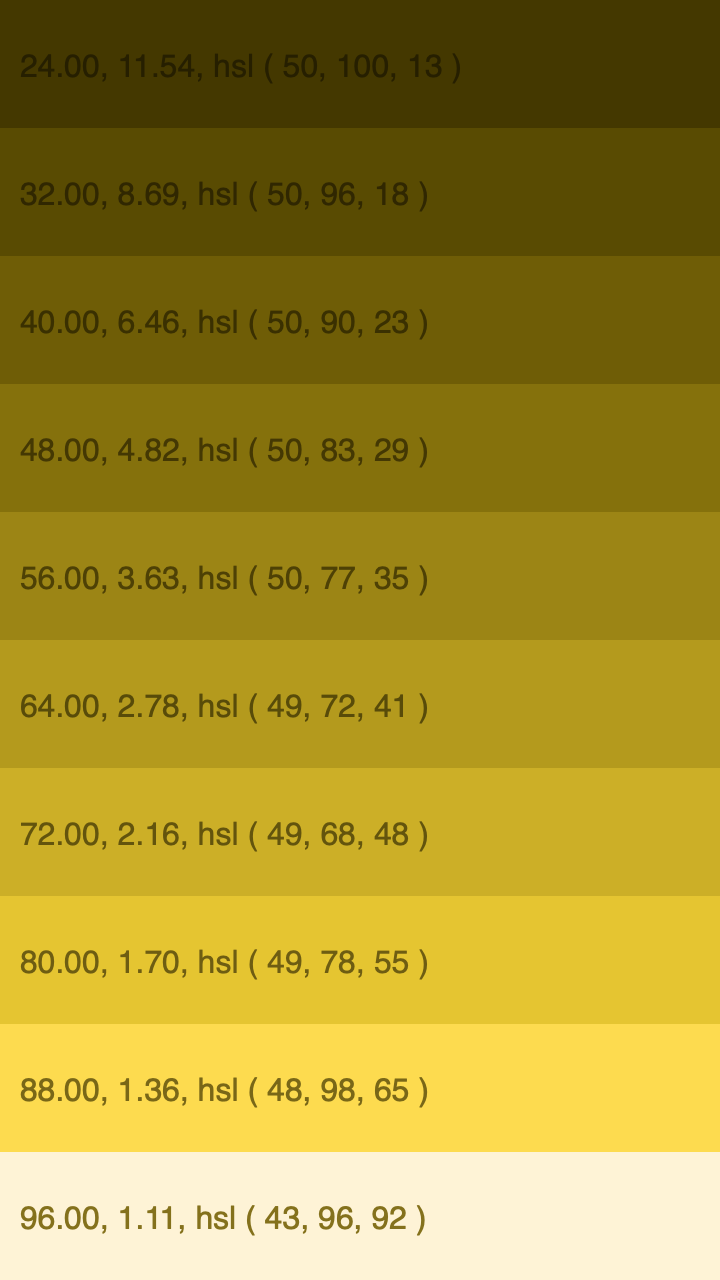 24.00, 11.54, hsl ( 50, 100, 13 )
32.00, 8.69, hsl ( 50, 96, 18 )
40.00, 6.46, hsl ( 50, 90, 23 )
48.00, 4.82, hsl ( 50, 83, 29 )
56.00, 3.63, hsl ( 50, 77, 35 )
64.00, 2.78, hsl ( 49, 72, 41 )
72.00, 2.16, hsl ( 49, 68, 48 )
80.00, 1.70, hsl ( 49, 78, 55 )
88.00, 1.36, hsl ( 48, 98, 65 )
96.00, 1.11, hsl ( 43, 96, 92 )